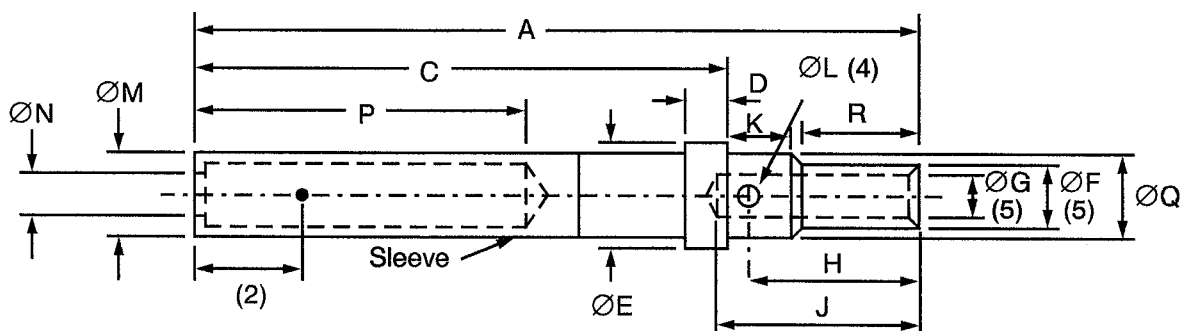 A
C
ØL (4)
D
P
ØM
ØN
K
R
ØG
(5)
ØF
(5)
ØQ
Sleeve
(2)
ØE
H
J